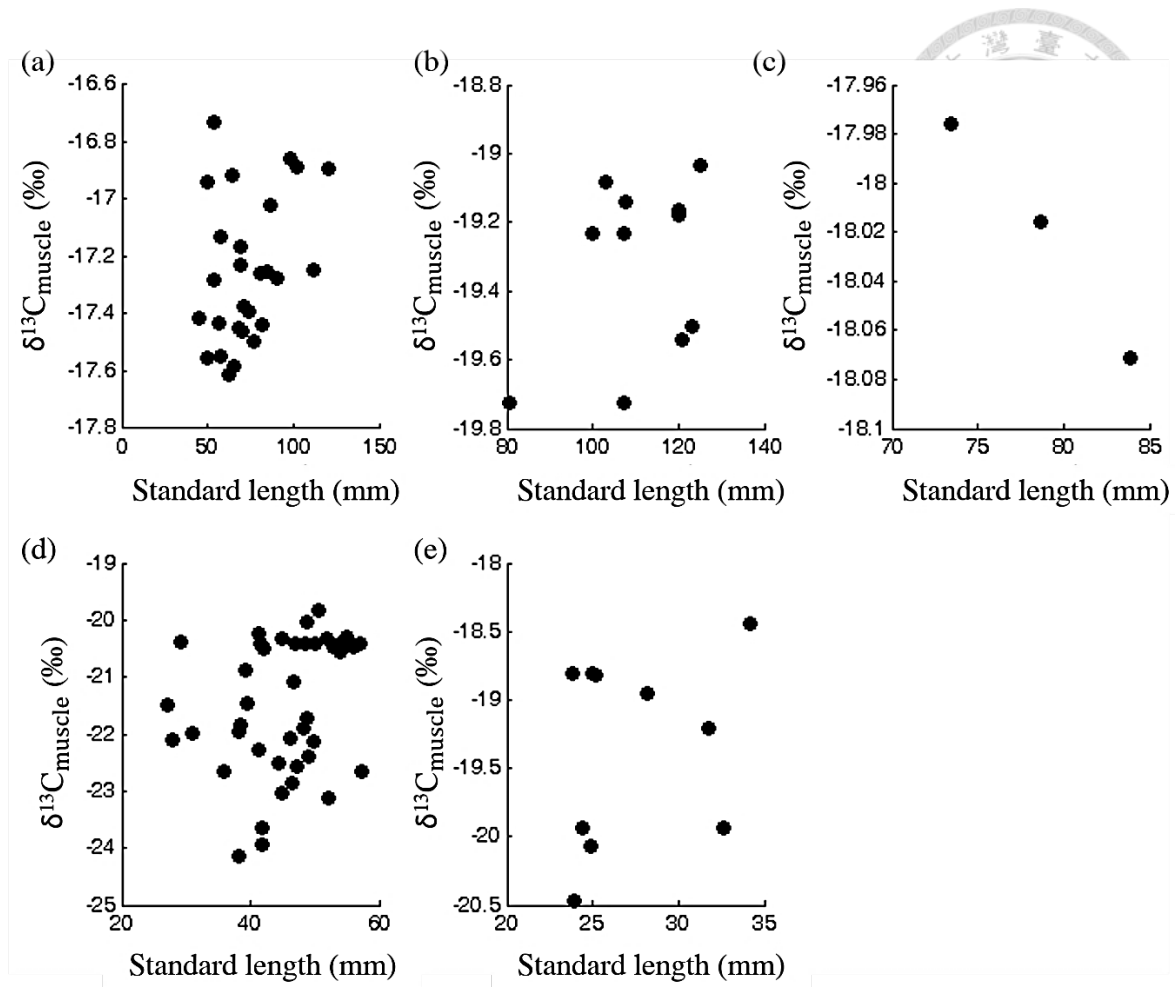 灣 臺 大
(a) (b) (c)
-16.6 -18.8 -17.96
-16.8 -19 -17.98
-17 -19.2 -18
-17.2 -19.4 -18.02
-17.4 -19.6 -18.04
-17.6 -19.8 -18.06
-17.8 -18.08
-18.1
δ¹³Cmuscle (‰) δ¹³Cmuscle (‰) δ¹³Cmuscle (‰)
0 50 100 150 80 100 120 140 70 75 80 85
Standard length (mm) Standard length (mm) Standard length (mm)
(d) (e)
-19 -18
-20 -18.5
-21 -19
-22 -19.5
-23 -20
-24 -20.5
-25
δ¹³Cmuscle (‰) δ¹³Cmuscle (‰)
20 40 60 20 25 30 35
Standard length (mm) Standard length (mm)